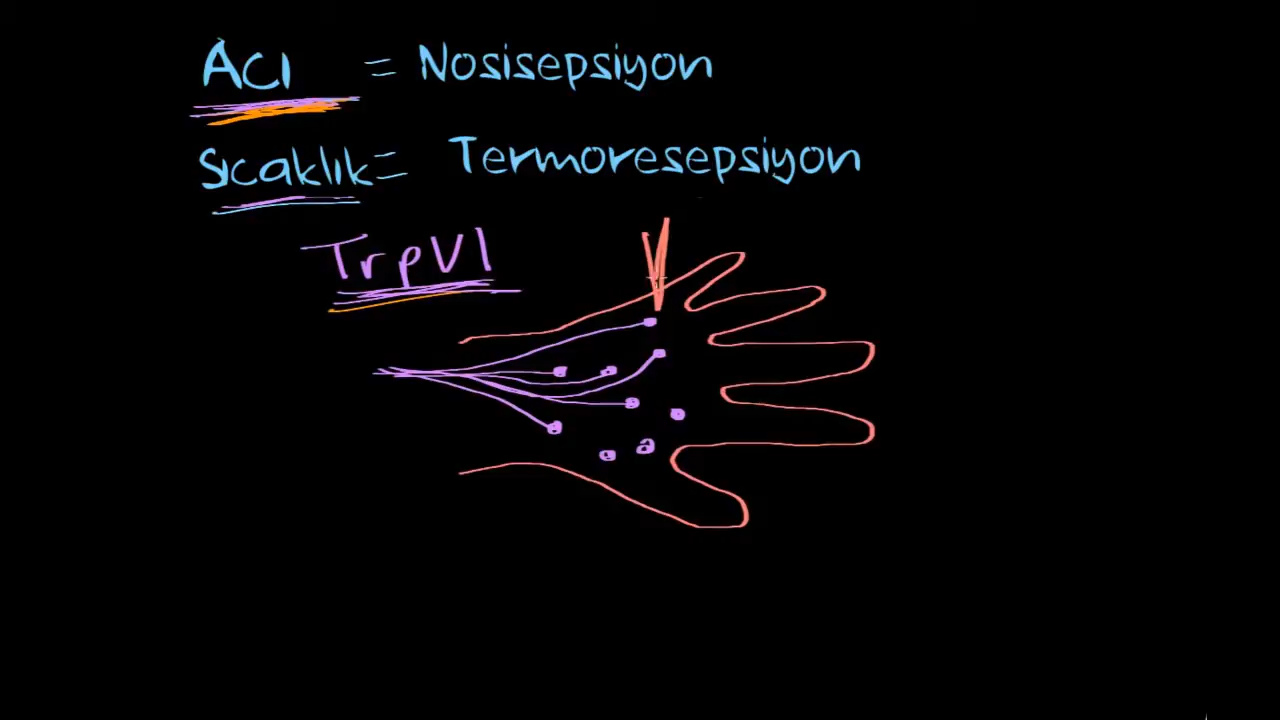 Acı = Nosisepsiyon
Sıcaklık = Termoresepsiyon
TrpV1